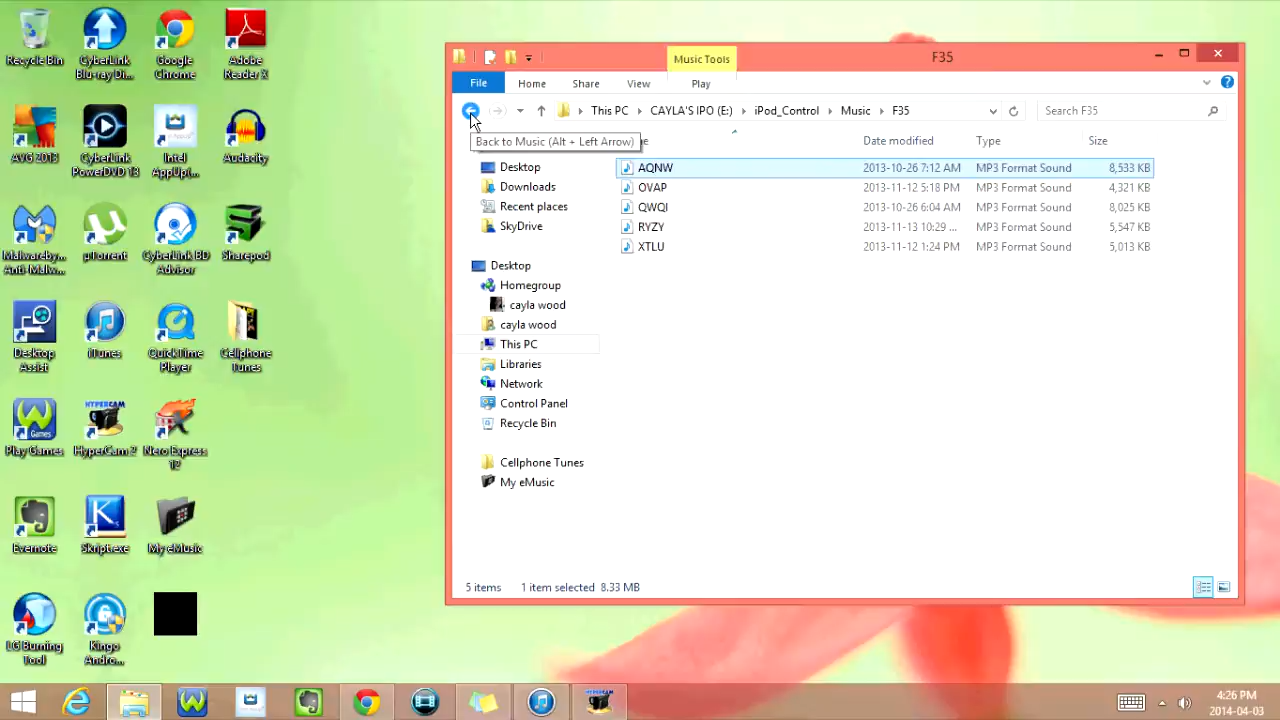 Recycle Bin
CyberLink
Blu-ray Di...
Google
Chrome
Adobe
Reader X
AVG 2013
CyberLink
PowerDVD 13
Intel
AppUp(...
Audacity
Malwareby...
Anti-Malw...
µTorrent
CyberLink BD
Advisor
Sharepod
Desktop
Assist
iTunes
QuickTime
Player
Cellphone
Tunes
Games
Play Games
HYPERCAM
HyperCam 2
Nero Express
12
Evernote
Skript.exe
My eMusic
LG Burning
Tool
Kingo
Andro...
Music Tools
F35
File
Home
Share
View
Play
This PC
CAYLA'S IPO (E:)
iPod_Control
Music
F35
Search F35
Back to Music (Alt + Left Arrow)
me
Date modified
Type
Size
Desktop
Downloads
Recent places
SkyDrive
Desktop
Homegroup
cayla wood
cayla wood
This PC
Libraries
Network
Control Panel
Recycle Bin
Cellphone Tunes
My eMusic
AQNW 2013-10-26 7:12 AM MP3 Format Sound 8,533 KB
OVAP 2013-11-12 5:18 PM MP3 Format Sound 4,321 KB
QWQI 2013-10-26 6:04 AM MP3 Format Sound 8,025 KB
RYZY 2013-11-13 10:29 ... MP3 Format Sound 5,547 KB
XTLU 2013-11-12 1:24 PM MP3 Format Sound 5,013 KB
5 items 1 item selected 8.33 MB
4:26 PM
2014-04-03